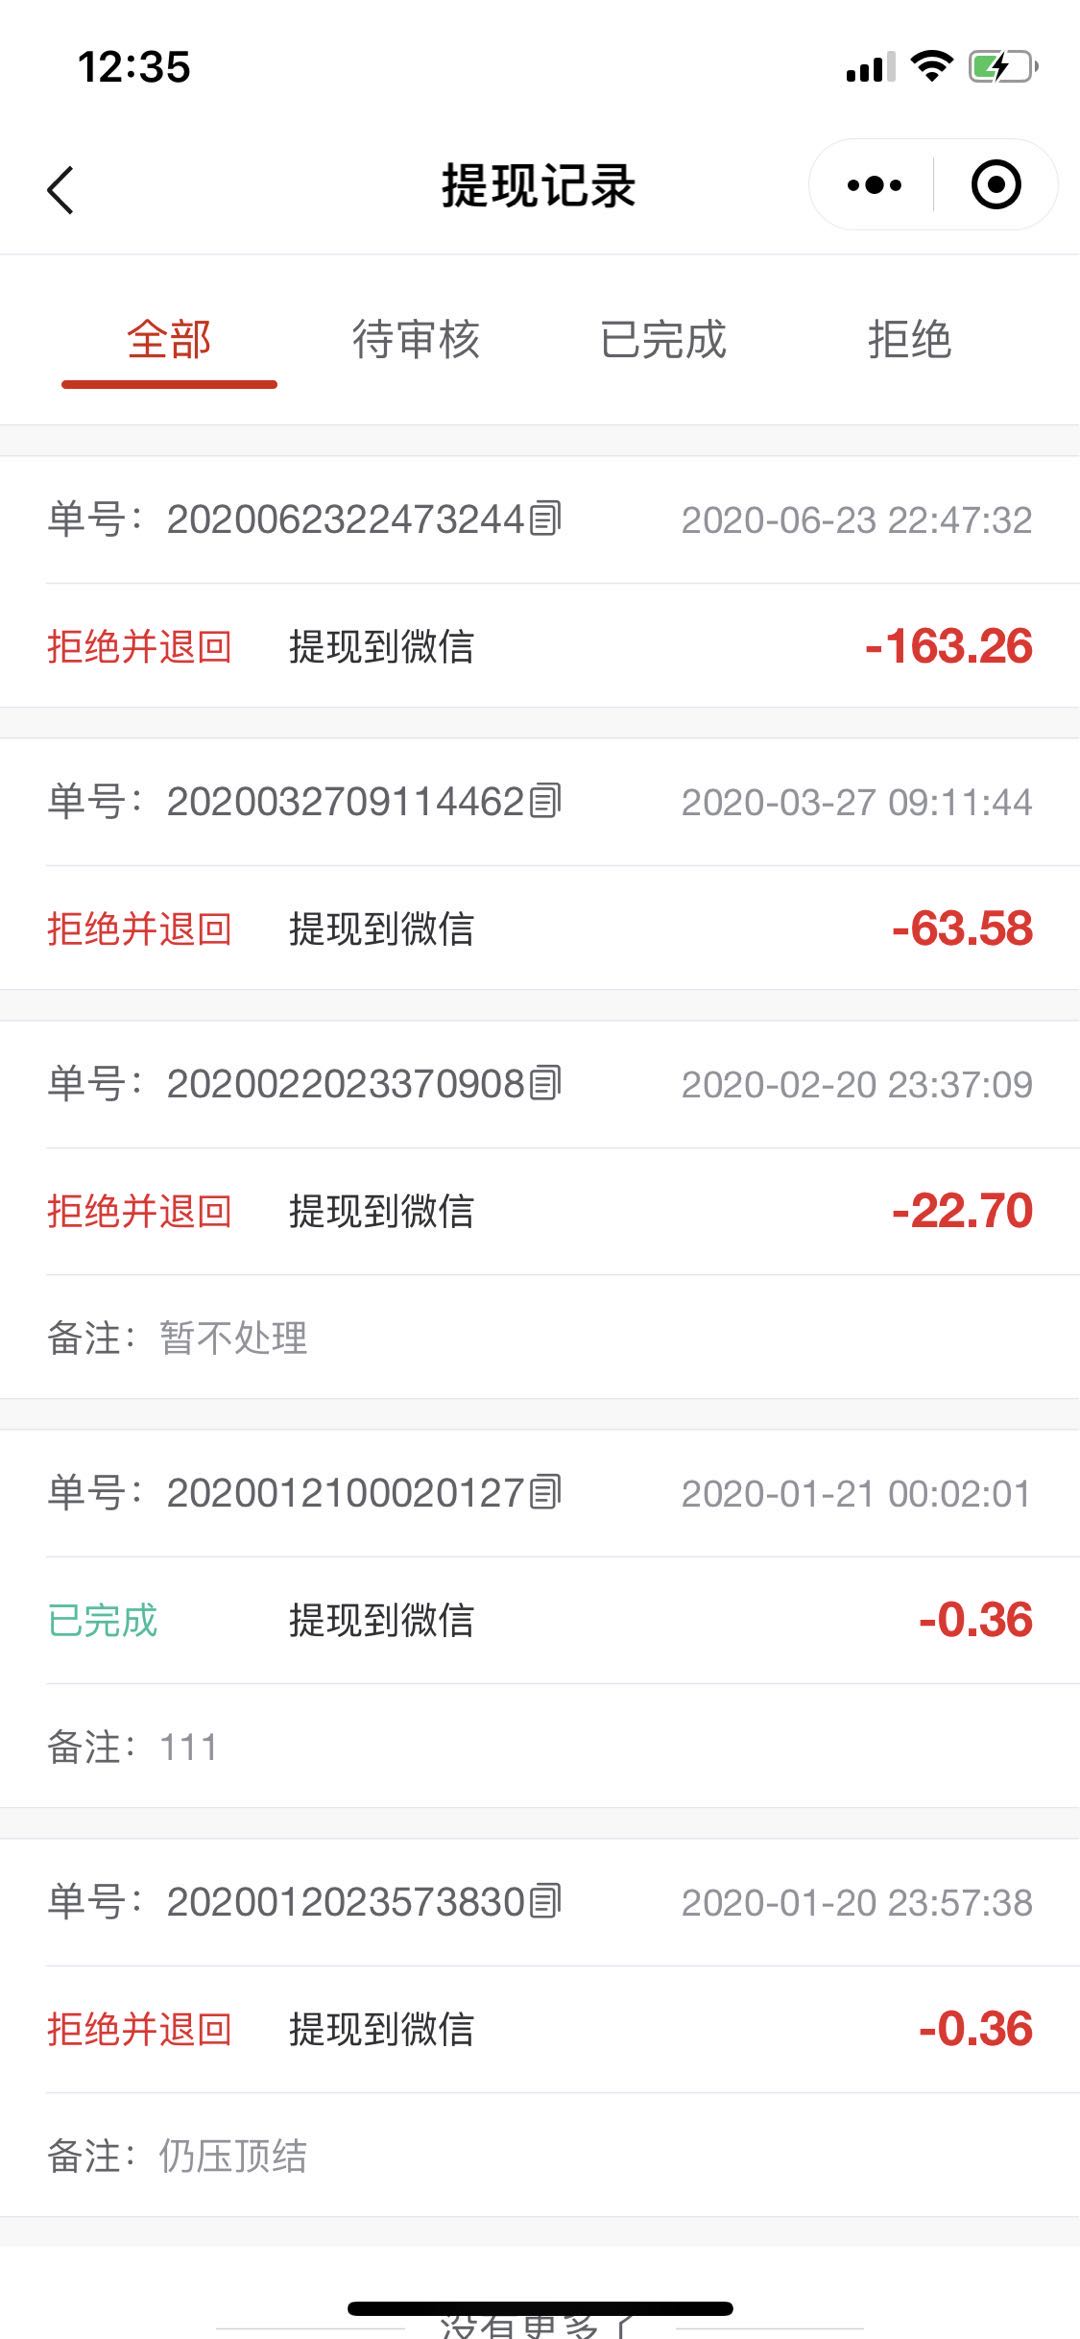 12:35
提现记录
全部 待审核 已完成 拒绝
单号：2020062322473244 2020-06-23 22:47:32
拒绝并退回 提现到微信 -163.26
单号：2020032709114462 2020-03-27 09:11:44
拒绝并退回 提现到微信 -63.58
单号：2020022023370908 2020-02-20 23:37:09
拒绝并退回 提现到微信 -22.70
备注：暂不处理
单号：2020012100020127 2020-01-21 00:02:01
已完成 提现到微信 -0.36
备注：111
单号：2020012023573830 2020-01-20 23:57:38
拒绝并退回 提现到微信 -0.36
备注：仍压顶结
没有更多了